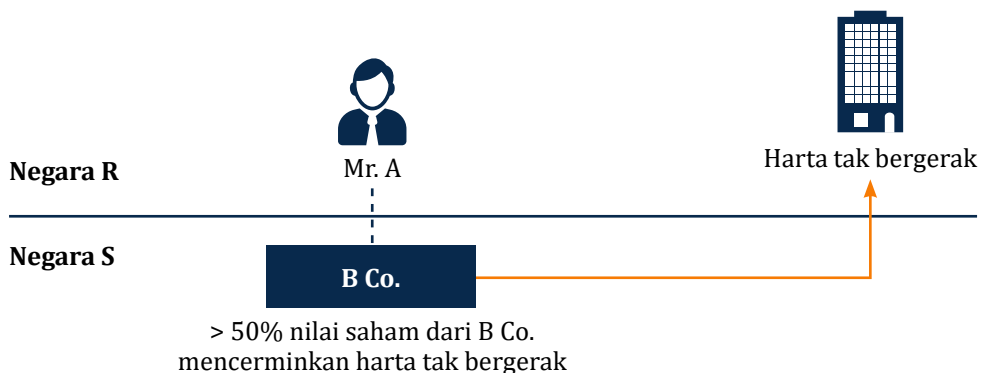 Harta tak bergerak
Negara R
Mr. A
Negara S
B Co.
> 50% nilai saham dari B Co.
mencerminkan harta tak bergerak